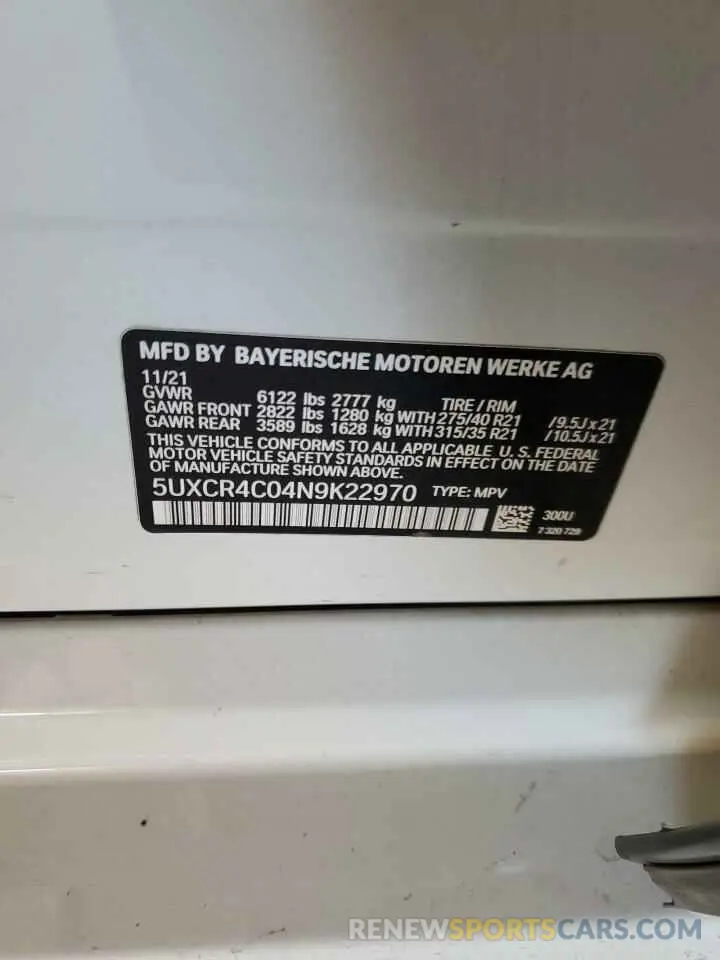 MFD BY BAYERISCHE MOTOREN WERKE AG
11/21
GVWR 6122 lbs 2777 kg TIRE / RIM
GAWR FRONT 2822 lbs 1280 kg WITH 275/40 R21 /9.5Jx21
GAWR REAR 3589 lbs 1628 kg WITH 315/35 R21 /10.5Jx21
THIS VEHICLE CONFORMS TO ALL APPLICABLE U. S. FEDERAL
MOTOR VEHICLE SAFETY STANDARDS IN EFFECT ON THE DATE
OF MANUFACTURE SHOWN ABOVE.
5UXCR4C04N9K22970 TYPE: MPV
300U
7 320 729
RENEWSPORTSCARS.COM